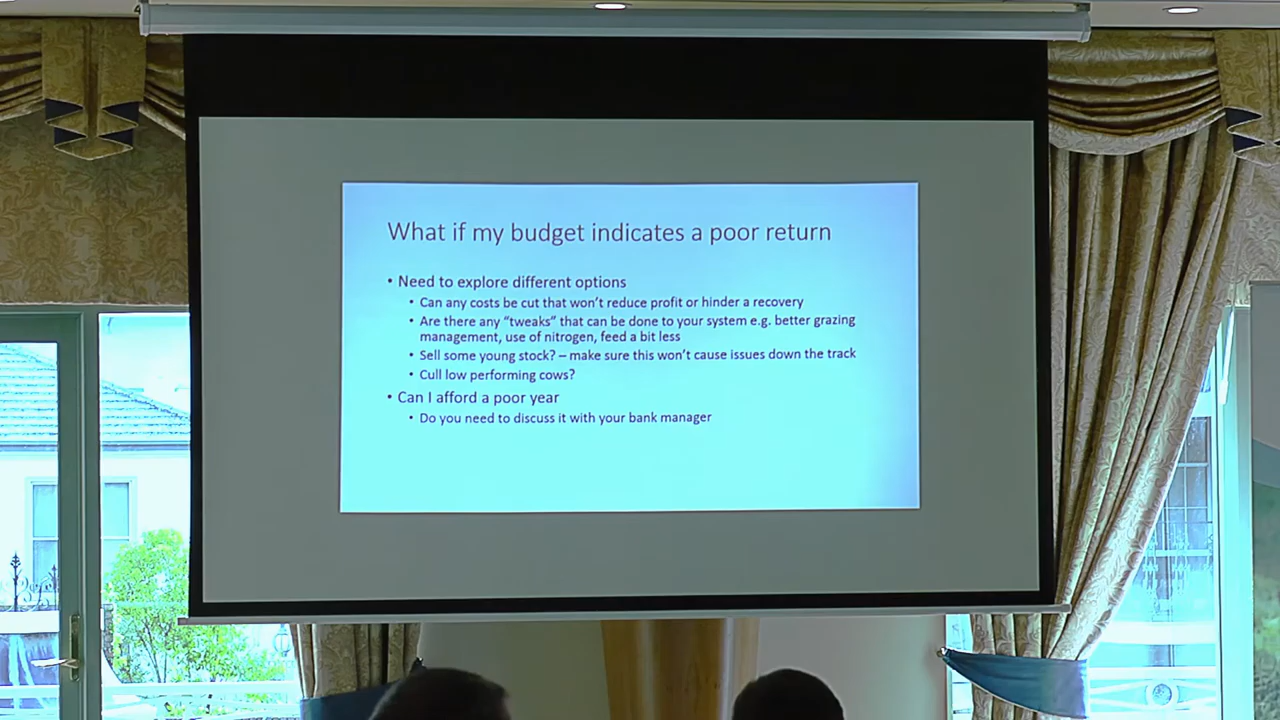 What if my budget indicates a poor return
• Need to explore different options
• Can any costs be cut that won't reduce profit or hinder a recovery
• Are there any "tweaks" that can be done to your system e.g. better grazing
management, use of nitrogen, feed a bit less
• Sell some young stock? – make sure this won't cause issues down the track
• Cull low performing cows?
• Can I afford a poor year
• Do you need to discuss it with your bank manager